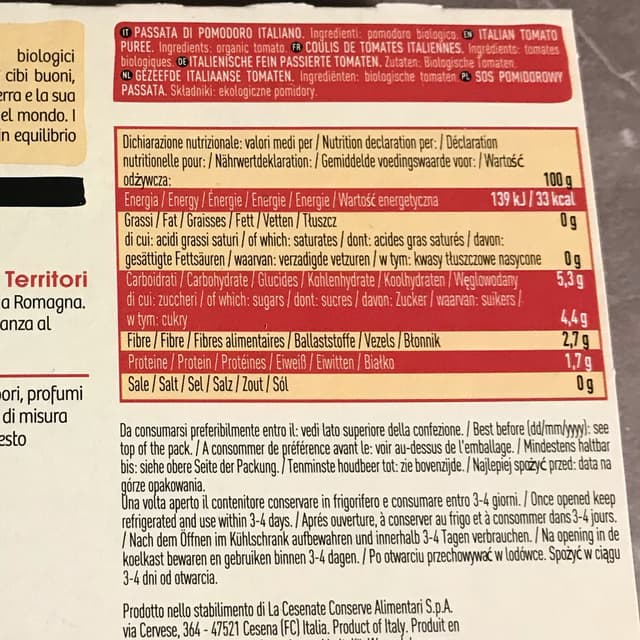 biologici
cibi buoni,
erra e la sua
el mondo. I
in equilibrio
Territori
a Romagna.
anza al
pori, profumi
di misura
esto
IT PASSATA DI POMODORO ITALIANO. Ingredienti: pomodoro biologico. EN ITALIAN TOMATO
PUREE. Ingredients: organic tomato. FR COULIS DE TOMATES ITALIENNES. Ingrédients: tomates
biologiques. DE ITALIENISCHE FEIN PASSIERTE TOMATEN. Zutaten: Biologische Tomaten.
NL GEZEEFDE ITALIAANSE TOMATEN. Ingrediënten: biologische tomaten. PL SOS POMIDOROWY
PASSATA. Składniki: ekologiczne pomidory.
Dichiarazione nutrizionale: valori medi per / Nutrition declaration per: / Déclaration
nutritionelle pour: / Nährwertdeklaration: / Gemiddelde voedingswaarde voor: / Wartość
odżywcza: 100 g
Energia / Energy / Énergie / Energie / Energie / Wartość energetyczna 139 kJ / 33 kcal
Grassi / Fat / Graisses / Fett / Vetten / Tłuszcz 0 g
di cui: acidi grassi saturi / of which: saturates / dont: acides gras saturés / davon:
gesättigte Fettsäuren / waarvan: verzadigde vetzuren / w tym: kwasy tłuszczowe nasycone 0 g
Carboidrati / Carbohydrate / Glucides / Kohlenhydrate / Koolhydraten / Węglowodany 5,3 g
di cui: zuccheri / of which: sugars / dont: sucres / davon: Zucker / waarvan: suikers /
w tym: cukry 4,4 g
Fibre / Fibre / Fibres alimentaires / Ballaststoffe / Vezels / Błonnik 2,7 g
Proteine / Protein / Protéines / Eiweiß / Eiwitten / Białko 1,7 g
Sale / Salt / Sel / Salz / Zout / Sól 0 g
Da consumarsi preferibilmente entro il: vedi lato superiore della confezione. / Best before (dd/mm/yyyy): see
top of the pack. / A consommer de préférence avant le: voir au-dessus de l'emballage. / Mindestens haltbar
bis: siehe obere Seite der Packung. / Tenminste houdbeer tot: zie bovenzijde. / Najlepiej spożyć przed: data na
górze opakowania.
Una volta aperto il contenitore conservare in frigorifero e consumare entro 3-4 giorni. / Once opened keep
refrigerated and use within 3-4 days. / Aprés ouverture, à conserver au frigo et à consommer dans 3-4 jours.
/ Nach dem Öffnen im Kühlschrank aufbewahren und innerhalb 3-4 Tagen verbrauchen. / Na opening in de
koelkast bewaren en gebruiken binnen 3-4 dagen. / Po otwarciu przechowywać w lodówce. Spożyć w ciągu
3-4 dni od otwarcia.
Prodotto nello stabilimento di La Cesenate Conserve Alimentari S.p.A.
via Cervese, 364 - 47521 Cesena (FC) Italia. Product of Italy. Produit en